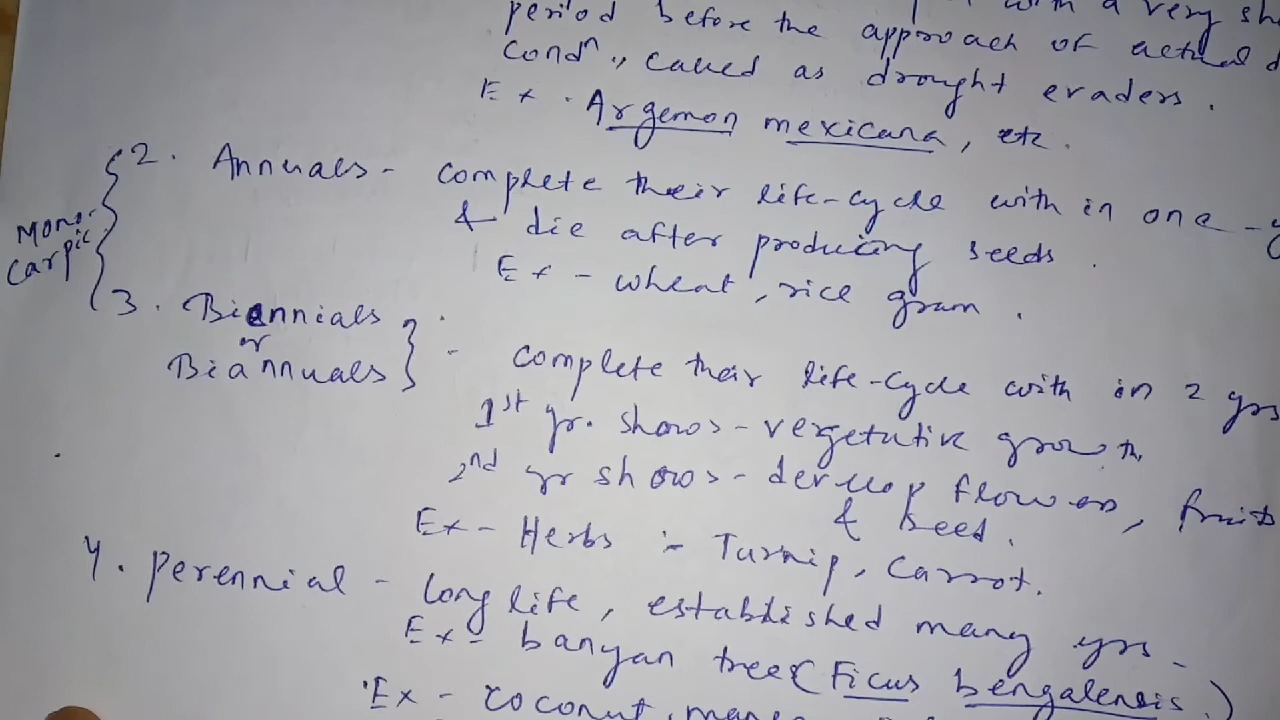 period before the approach of actual
Condⁿ., called as drought evaders.
Ex. Argemon mexicana, etc.
2. Annuals - complete their life-cycle with in one -
& die after producing seeds.
Ex - wheat, rice gram.
Mono-
carpic
3. Biennials
or
Biannuals } - complete their life-cycle with in 2 yrs
1st yr. shows - vergetative growth
2nd yr shows - develop flowers, fruits
& seed.
Ex - Herbs :- Turnip, Carrot.
4. Perennial - long life, established many yrs -
Ex - banyan tree (Ficus bengalensis.)
Ex - coconut,